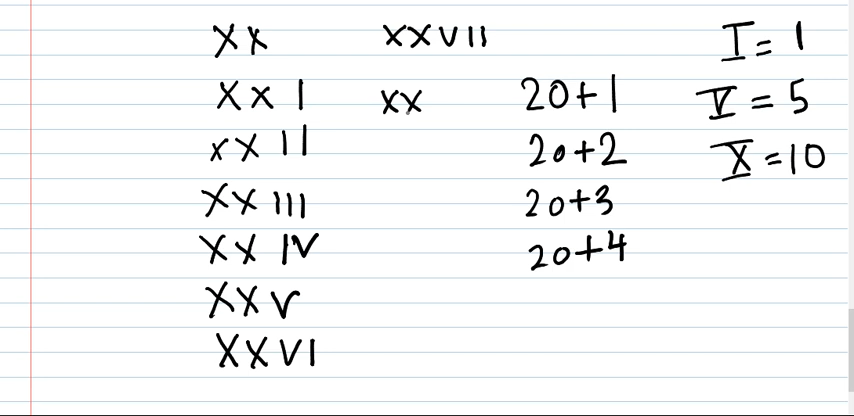 XX XXVII I = 1
XX I XX 20+1 V = 5
XX II 20+2 X = 10
XX III 20+3
XX IV 20+4
XX V
XX VI